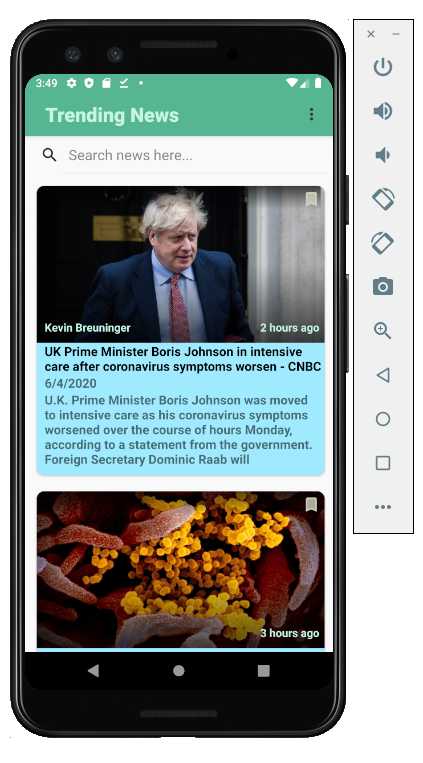 3:49
Trending News
Search news here...
Kevin Breuninger
2 hours ago
UK Prime Minister Boris Johnson in intensive
care after coronavirus symptoms worsen - CNBC
6/4/2020
U.K. Prime Minister Boris Johnson was moved
to intensive care as his coronavirus symptoms
worsened over the course of hours Monday,
according to a statement from the government.
Foreign Secretary Dominic Raab will
3 hours ago